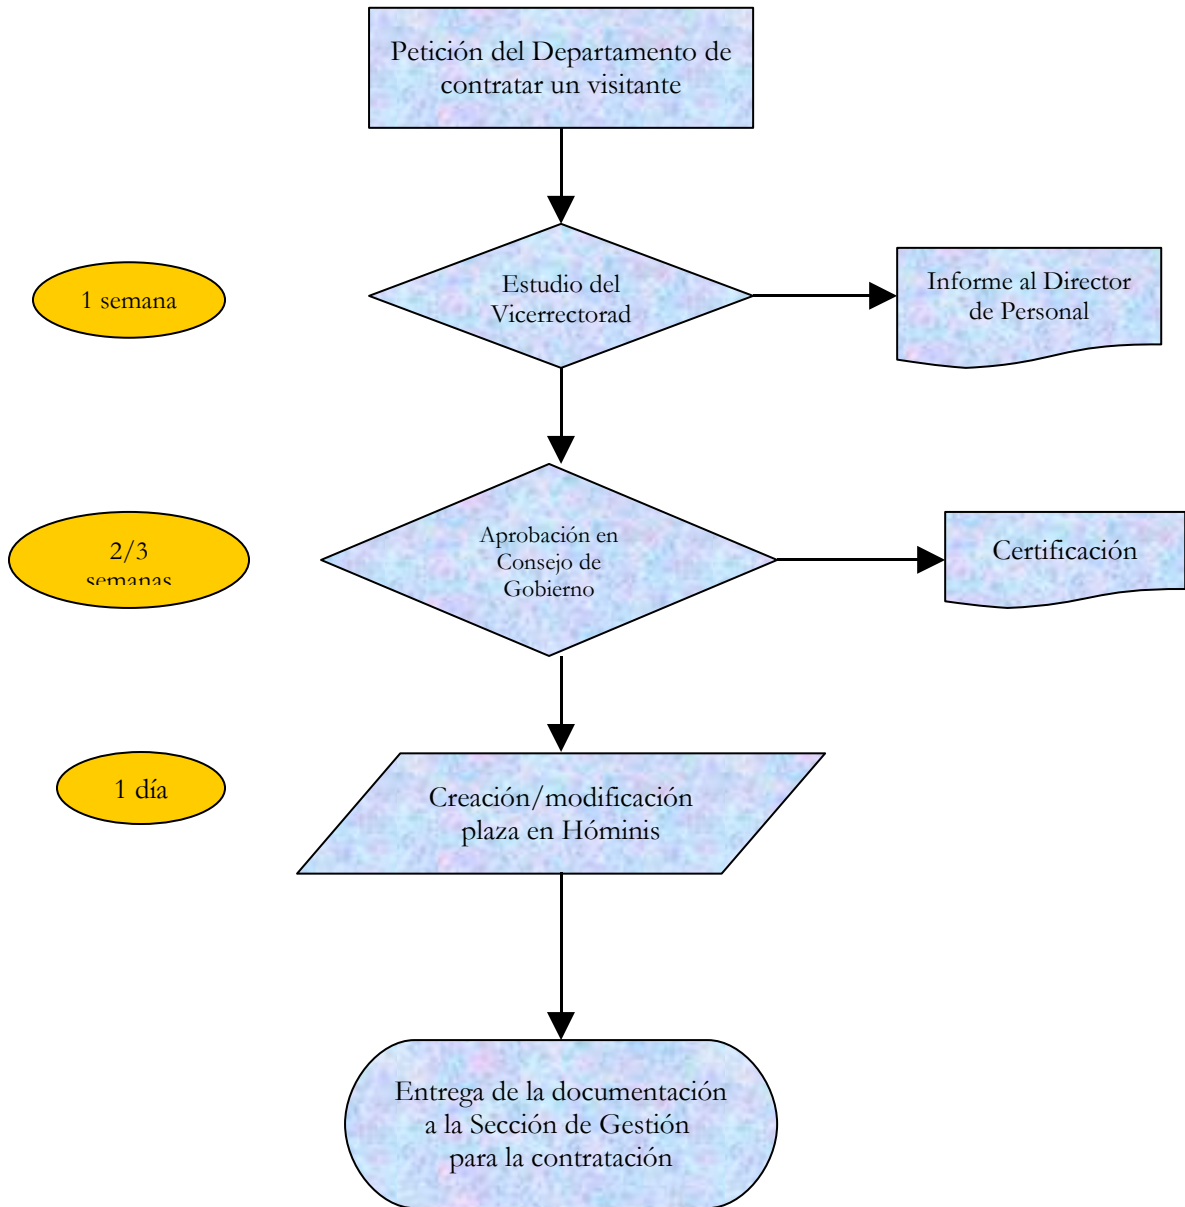 Petición del Departamento de
contratar un visitante
1 semana
Estudio del
Vicerrectorad
Informe al Director
de Personal
2/3
semanas
Aprobación en
Consejo de
Gobierno
Certificación
1 día
Creación/modificación
plaza en Hóminis
Entrega de la documentación
a la Sección de Gestión
para la contratación